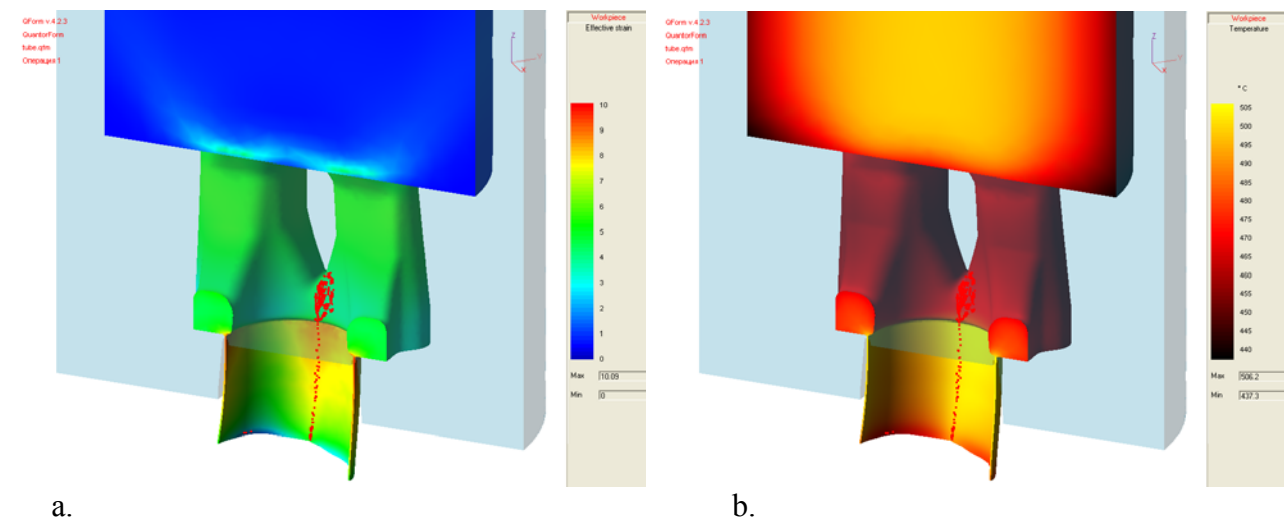 QForm v.4.2.3
QuantorForm
tube.qfm
Операция 1
Z
Y
X
Workpiece
Effective strain
10
9
8
7
6
5
4
3
2
1
0
Max 10.09
Min 0
a.
QForm v.4.2.3
QuantorForm
tube.qfm
Операция 1
Z
Y
X
Workpiece
Temperature
° C
505
500
495
490
485
480
475
470
465
460
455
450
445
440
Max 506.2
Min 437.3
b.